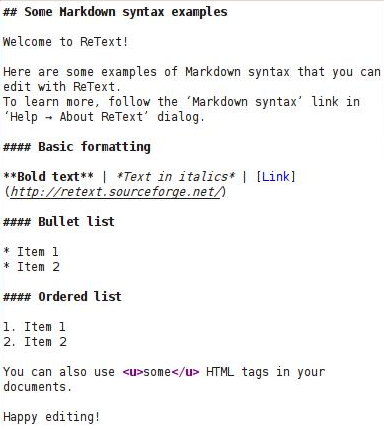 ## Some Markdown syntax examples
Welcome to ReText!
Here are some examples of Markdown syntax that you can
edit with ReText.
To learn more, follow the ‘Markdown syntax’ link in
‘Help → About ReText’ dialog.
#### Basic formatting
**Bold text** | *Text in italics* | [Link]
(http://retext.sourceforge.net/)
#### Bullet list
* Item 1
* Item 2
#### Ordered list
1. Item 1
2. Item 2
You can also use <u>some</u> HTML tags in your
documents.
Happy editing!